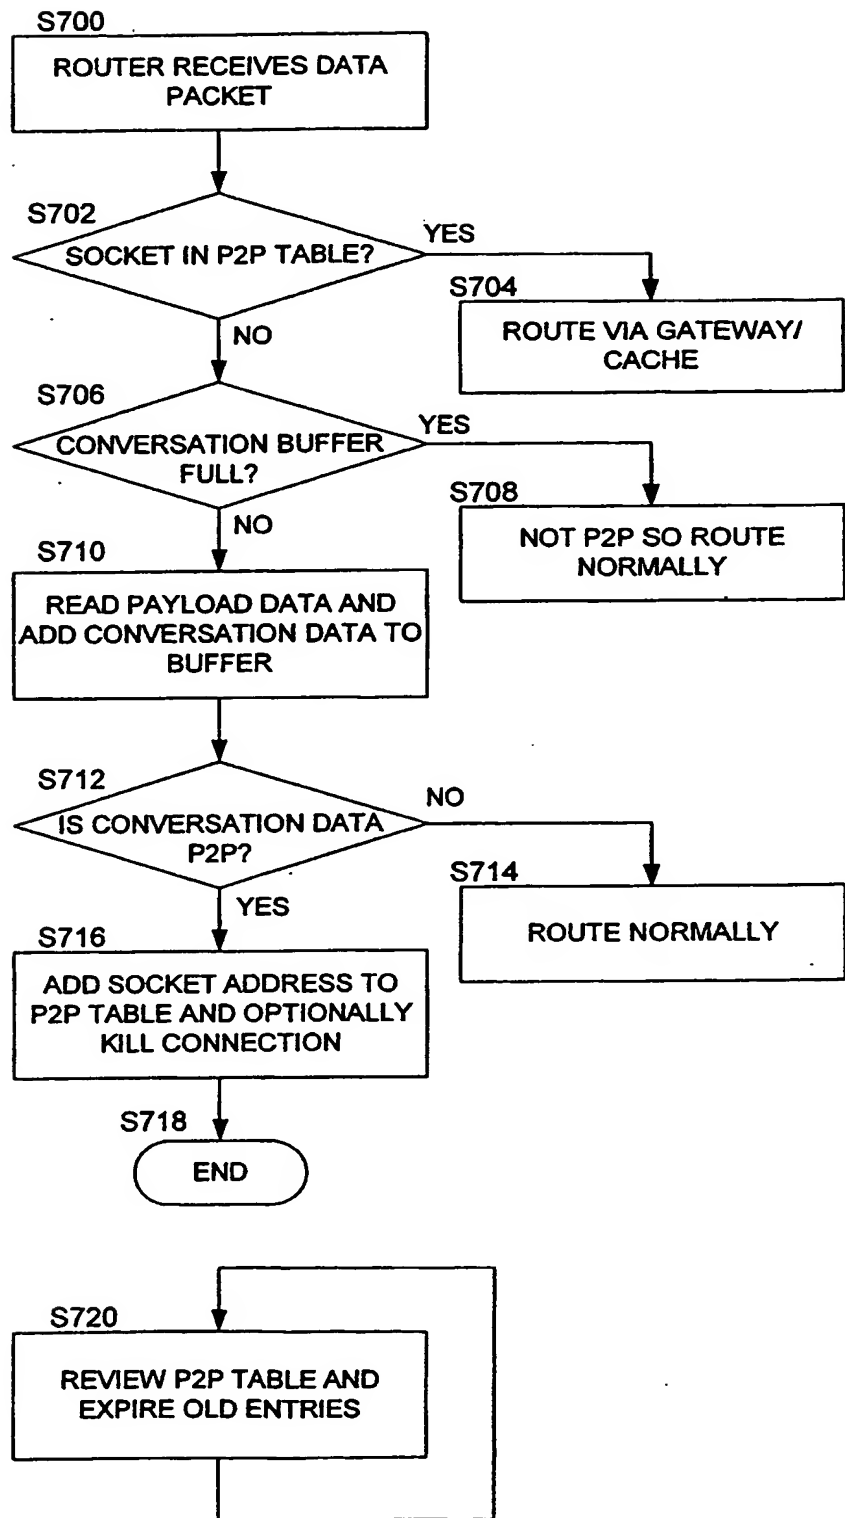 S700
ROUTER RECEIVES DATA
PACKET
S702
SOCKET IN P2P TABLE?
YES
S704
ROUTE VIA GATEWAY/
CACHE
NO
S706
CONVERSATION BUFFER
FULL?
YES
S708
NOT P2P SO ROUTE
NORMALLY
NO
S710
READ PAYLOAD DATA AND
ADD CONVERSATION DATA TO
BUFFER
S712
IS CONVERSATION DATA
P2P?
NO
S714
ROUTE NORMALLY
YES
S716
ADD SOCKET ADDRESS TO
P2P TABLE AND OPTIONALLY
KILL CONNECTION
S718
END
S720
REVIEW P2P TABLE AND
EXPIRE OLD ENTRIES